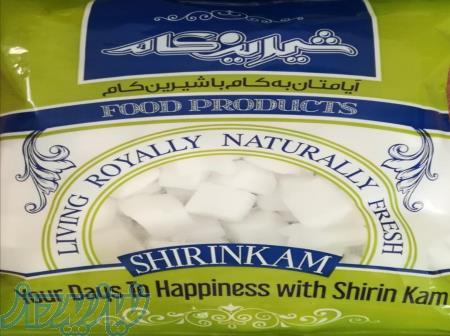 شیرین کام
ایامتان به کام با شیرین کام
FOOD PRODUCTS
LIVING ROYALLY NATURALLY FRESH
SHIRINKAM
Your Days To Happiness with Shirin Kam